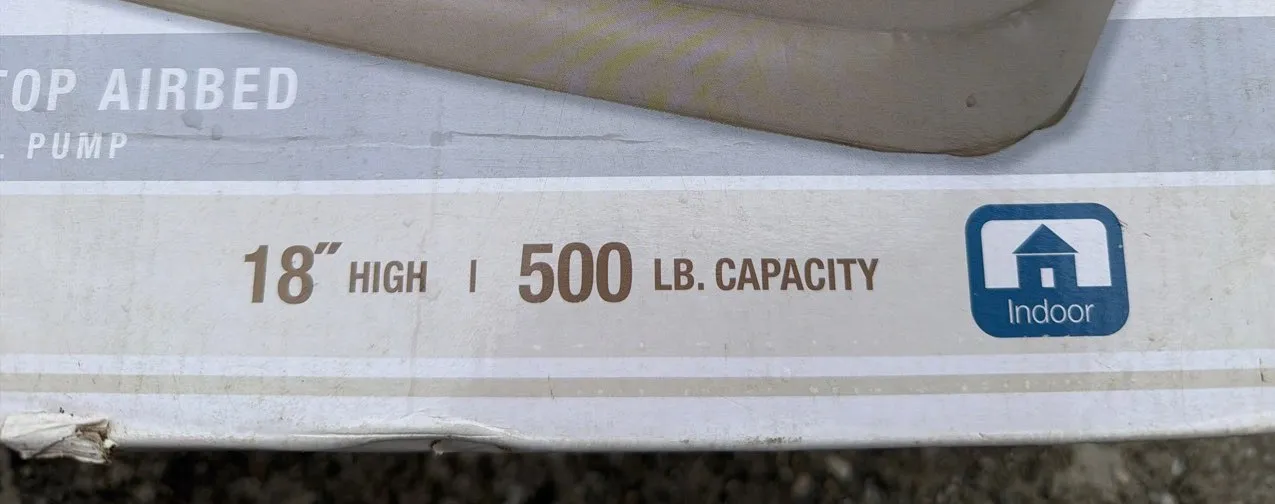 TOP AIRBED
PUMP
18" HIGH | 500 LB. CAPACITY
Indoor